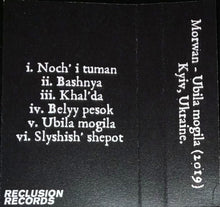 i. Noch' i tuman
ii. Bashnya
iii. Khal'da
iv. Belyy pesok
v. Ubila mogila
vi. Slyshish' shepot
RECLUSION
RECORDS
Morwan - Ubila mogila (2019)
Kyiv, Ukraine.